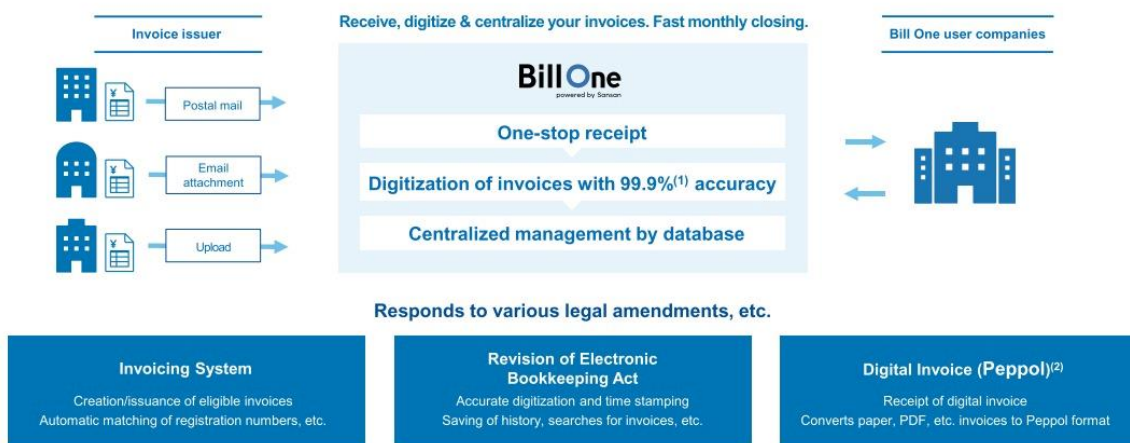 Receive, digitize & centralize your invoices. Fast monthly closing.
Invoice issuer
Bill One user companies
Bill One
powered by Sansan
¥
Postal mail
One-stop receipt
¥
Email
attachment
Digitization of invoices with 99.9%(1) accuracy
¥
Upload
Centralized management by database
Responds to various legal amendments, etc.
Invoicing System
Creation/issuance of eligible invoices
Automatic matching of registration numbers, etc.
Revision of Electronic
Bookkeeping Act
Accurate digitization and time stamping
Saving of history, searches for invoices, etc.
Digital Invoice (Peppol)(2)
Receipt of digital invoice
Converts paper, PDF, etc. invoices to Peppol format